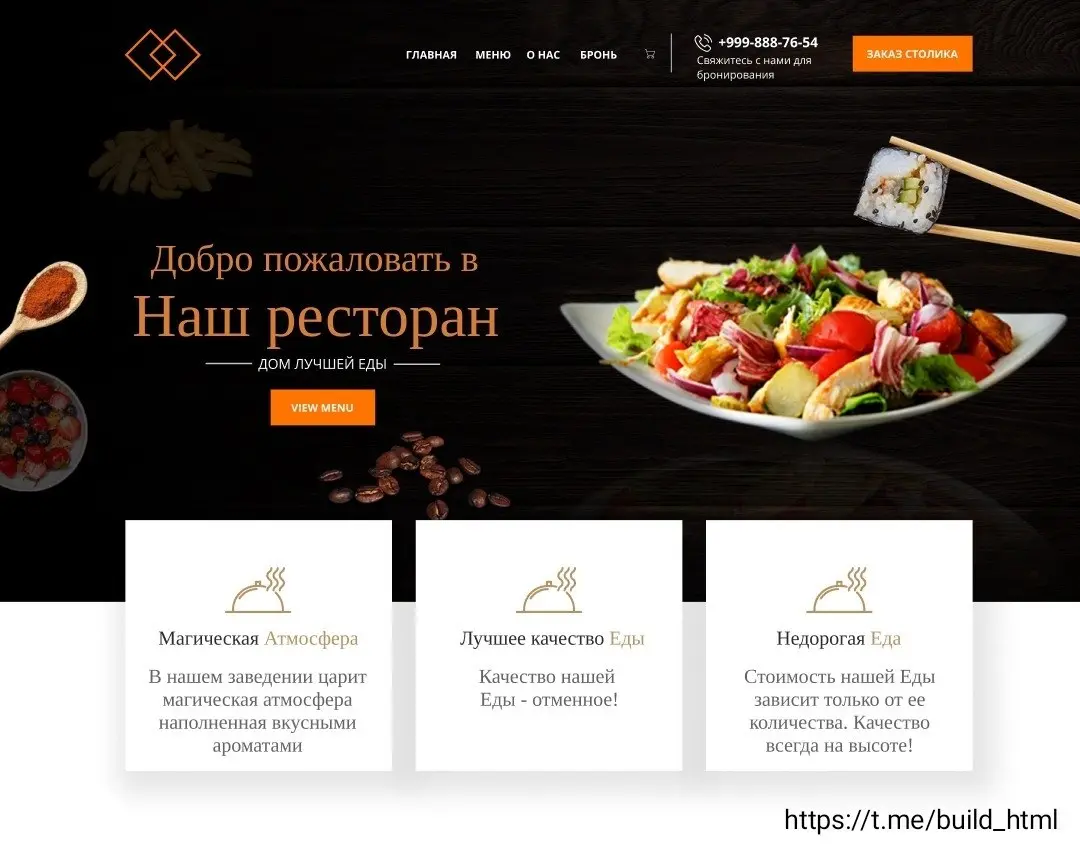 ГЛАВНАЯ МЕНЮ О НАС БРОНЬ
+999-888-76-54
Свяжитесь с нами для
бронирования
ЗАКАЗ СТОЛИКА
Добро пожаловать в
Наш ресторан
ДОМ ЛУЧШЕЙ ЕДЫ
VIEW MENU
Магическая Атмосфера
В нашем заведении царит
магическая атмосфера
наполненная вкусными
ароматами
Лучшее качество Еды
Качество нашей
Еды - отменное!
Недорогая Еда
Стоимость нашей Еды
зависит только от ее
количества. Качество
всегда на высоте!
https://t.me/build_html